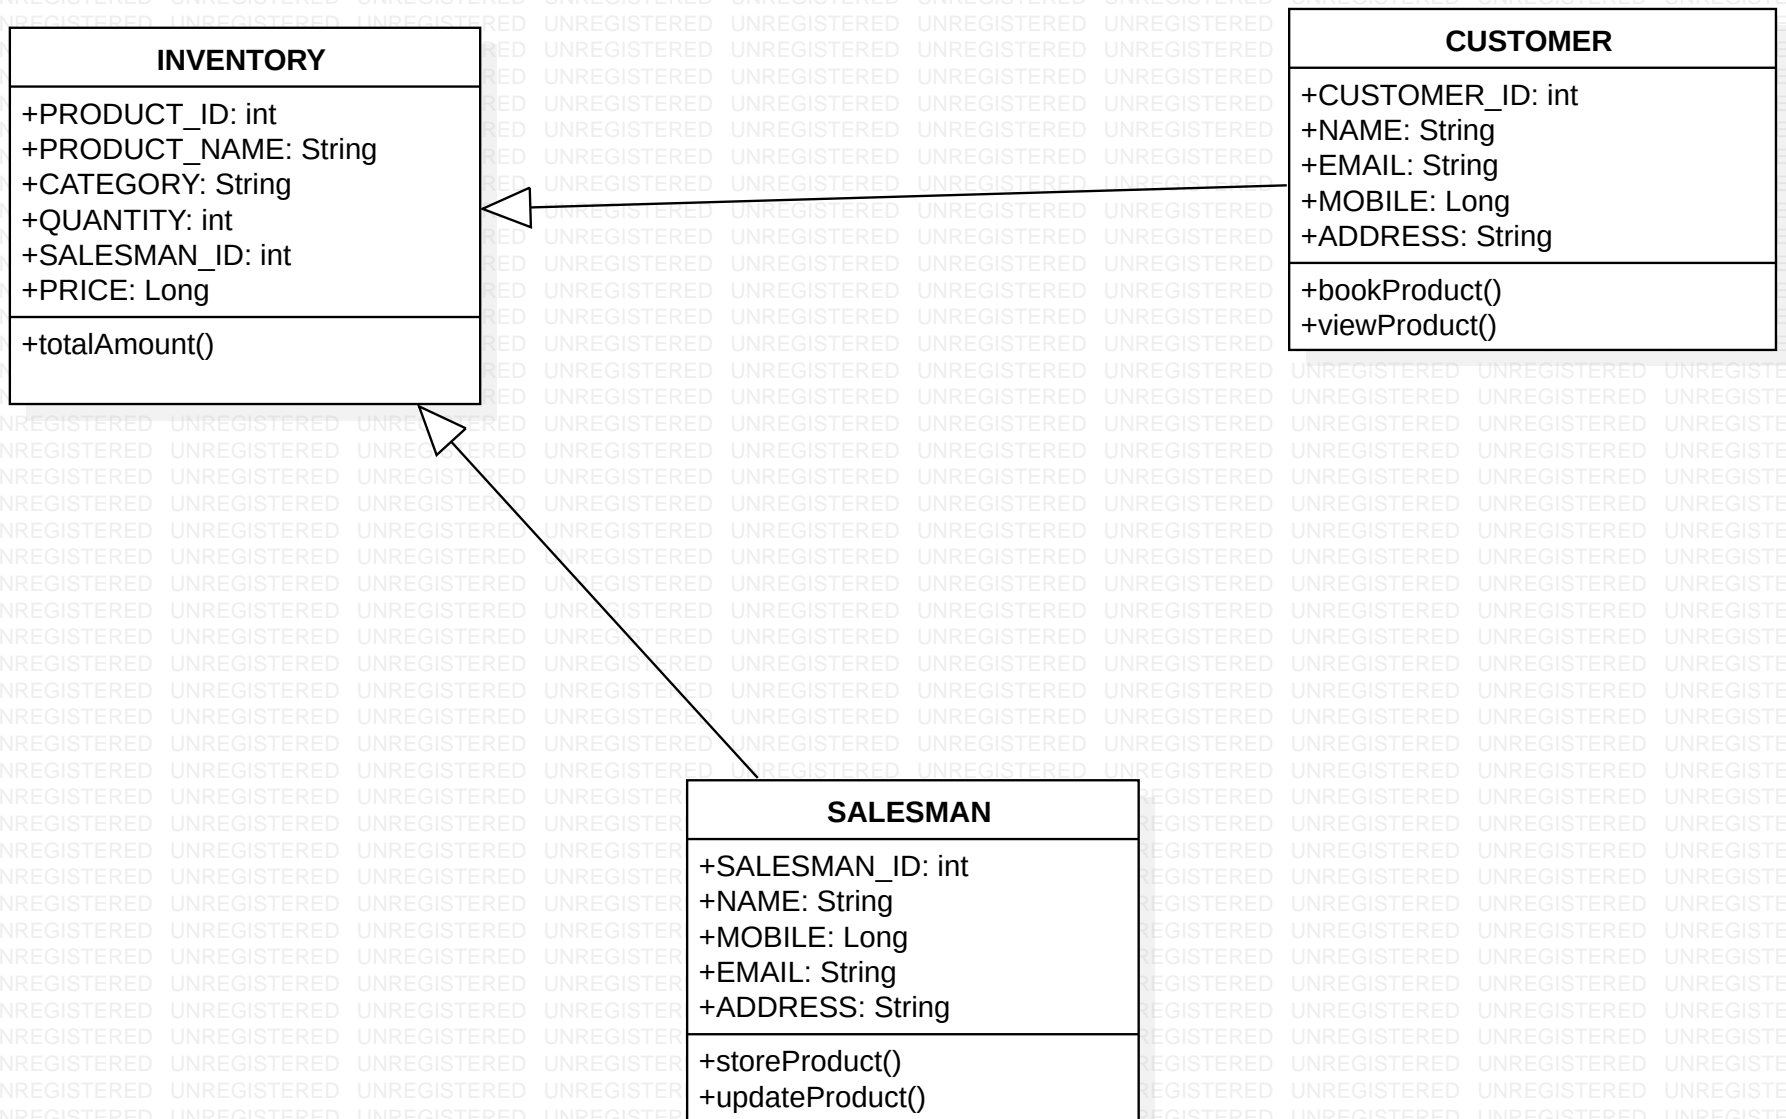 INVENTORY
+PRODUCT_ID: int
+PRODUCT_NAME: String
+CATEGORY: String
+QUANTITY: int
+SALESMAN_ID: int
+PRICE: Long
+totalAmount()
CUSTOMER
+CUSTOMER_ID: int
+NAME: String
+EMAIL: String
+MOBILE: Long
+ADDRESS: String
+bookProduct()
+viewProduct()
SALESMAN
+SALESMAN_ID: int
+NAME: String
+MOBILE: Long
+EMAIL: String
+ADDRESS: String
+storeProduct()
+updateProduct()
UNREGISTERED